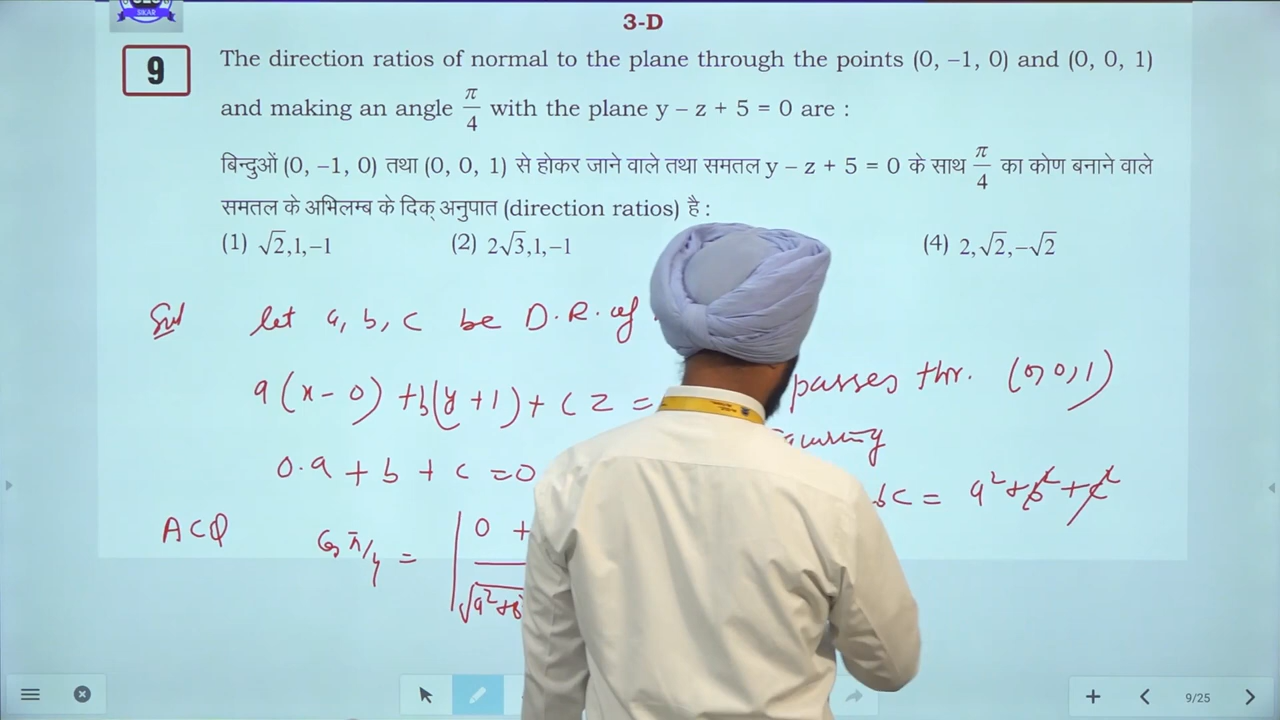 SIKAR
3-D
9
The direction ratios of normal to the plane through the points (0, –1, 0) and (0, 0, 1)
and making an angle π/4 with the plane y – z + 5 = 0 are :
बिन्दुओं (0, –1, 0) तथा (0, 0, 1) से होकर जाने वाले तथा समतल y – z + 5 = 0 के साथ π/4 का कोण बनाने वाले
समतल के अभिलम्ब के दिक् अनुपात (direction ratios) है :
(1) √2,1,–1 (2) 2√3,1,–1 (4) 2,√2,–√2
Sol let a, b, c be D.R. of
a(x-0) +b(y+1)+ c z = passes thr. (0,0,1)
0.a + b + c =0
bc = a²+b²+c²
ACQ Cos π/4 = |0 +
√a²+b²
9/25